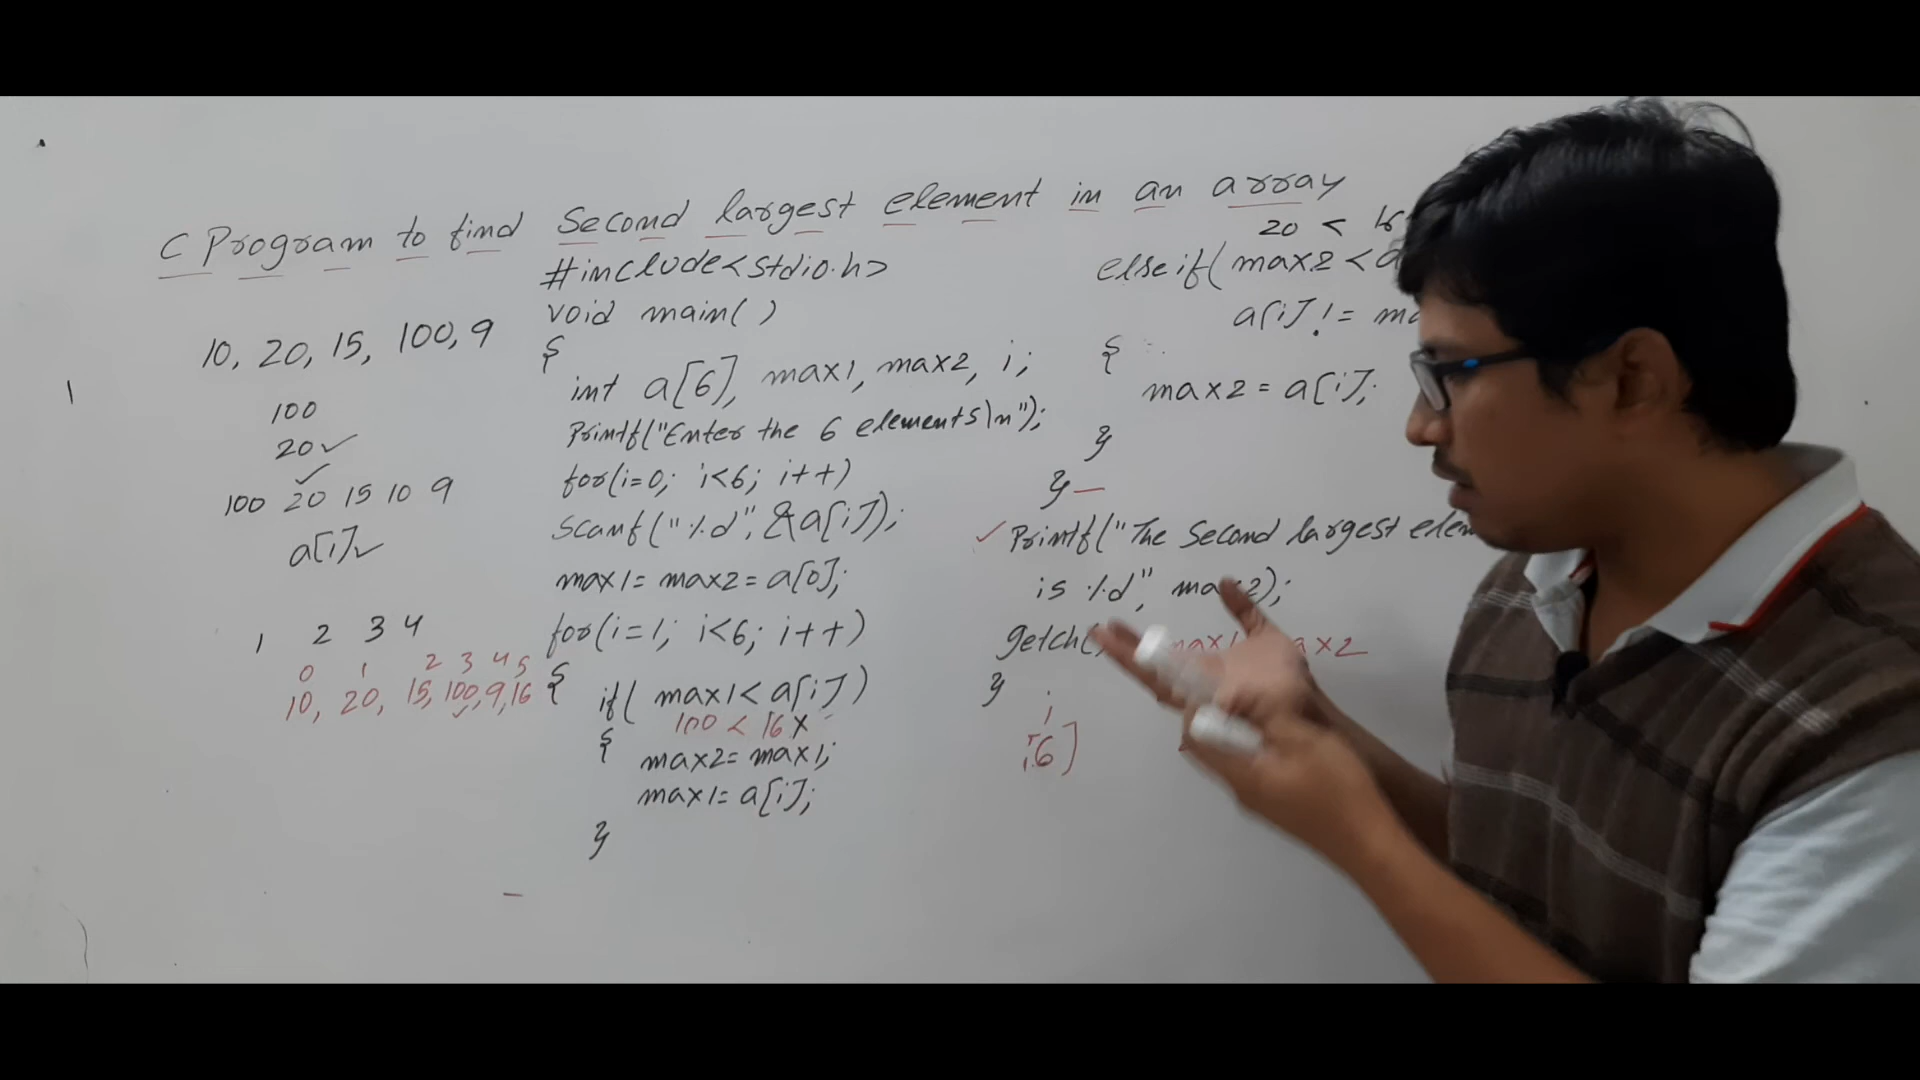 C Program to find Second largest element in an array
10, 20, 15, 100, 9
100
20 ✓
✓
100 20 15 10 9
a[i] ✓
1 2 3 4
0 1 2 3 4 5
10, 20, 15, 100, 9, 16
1
#include<stdio.h>
void main( )
{
int a[6], max1, max2, i;
Printf("Enter the 6 elements\n");
for(i=0; i<6; i++)
Scanf("%d", &a[i]);
max1= max2 = a[0];
for(i=1; i<6; i++)
{
if( max1< a[i])
100 < 16 X
{
max2= max1;
max1= a[i];
}
20 <
else if( max2 <
a[i] !=
{
max2 = a[i];
}
}
✓ Printf("The Second largest
is %d", max2);
getch(
}
i
6]